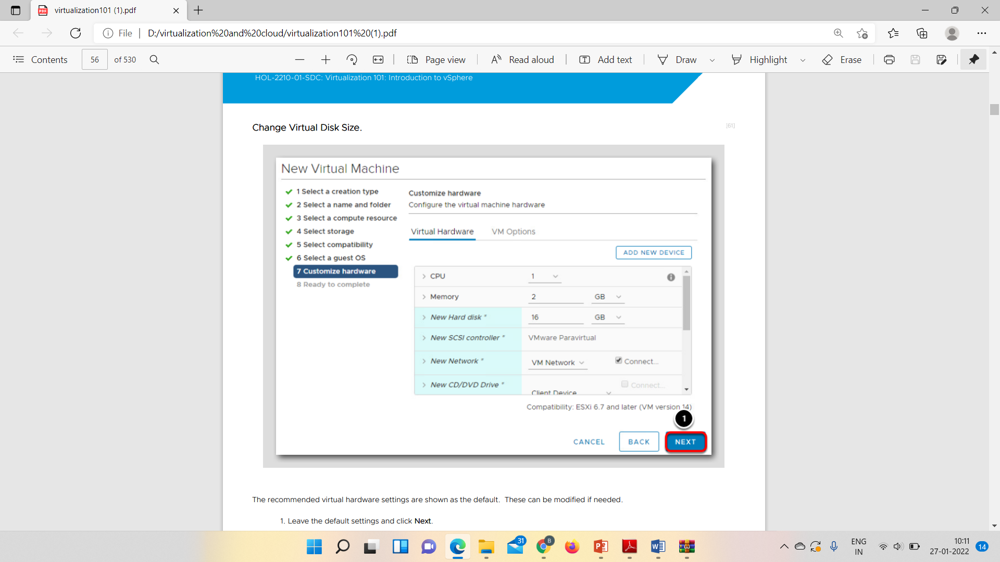 virtualization101 (1).pdf
File
D:/virtualization%20and%20cloud/virtualization101%20(1).pdf
Contents
56
of 530
Page view
Read aloud
Add text
Draw
Highlight
Erase
HOL-2210-01-SDC: Virtualization 101: Introduction to vSphere
Change Virtual Disk Size.
[61]
New Virtual Machine
1 Select a creation type
2 Select a name and folder
3 Select a compute resource
4 Select storage
5 Select compatibility
6 Select a guest OS
7 Customize hardware
8 Ready to complete
Customize hardware
Configure the virtual machine hardware
Virtual Hardware
VM Options
ADD NEW DEVICE
CPU 1
Memory 2 GB
New Hard disk * 16 GB
New SCSI controller * VMware Paravirtual
New Network * VM Network Connect...
New CD/DVD Drive * Client Device Connect...
Compatibility: ESXi 6.7 and later (VM version 14)
1
CANCEL
BACK
NEXT
The recommended virtual hardware settings are shown as the default. These can be modified if needed.
1. Leave the default settings and click Next.
31
B
ENG
IN
10:11
27-01-2022
14